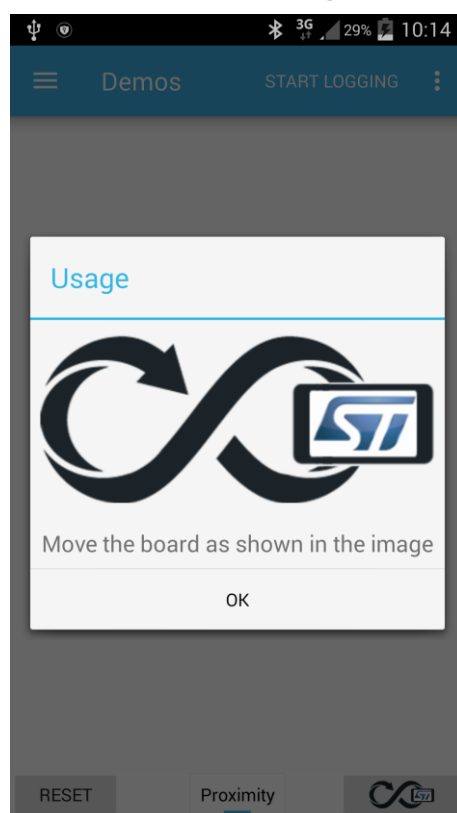 3G 29% 10:14
Demos START LOGGING
Usage
ST
Move the board as shown in the image
OK
RESET Proximity ST